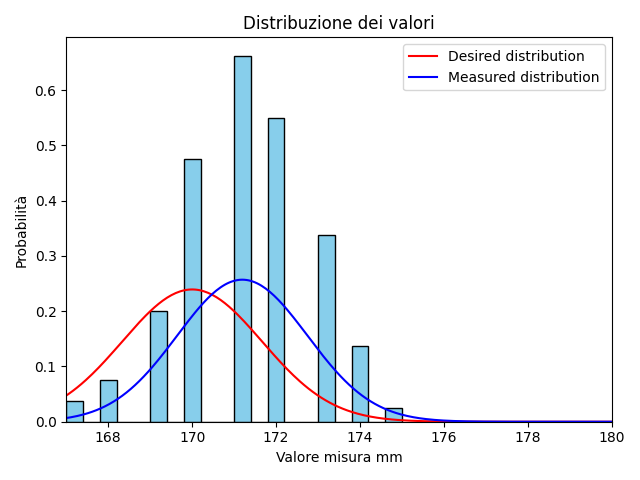 Distribuzione dei valori
Desired distribution
Measured distribution
Probabilità
0.6
0.5
0.4
0.3
0.2
0.1
0.0
168 170 172 174 176 178 180
Valore misura mm